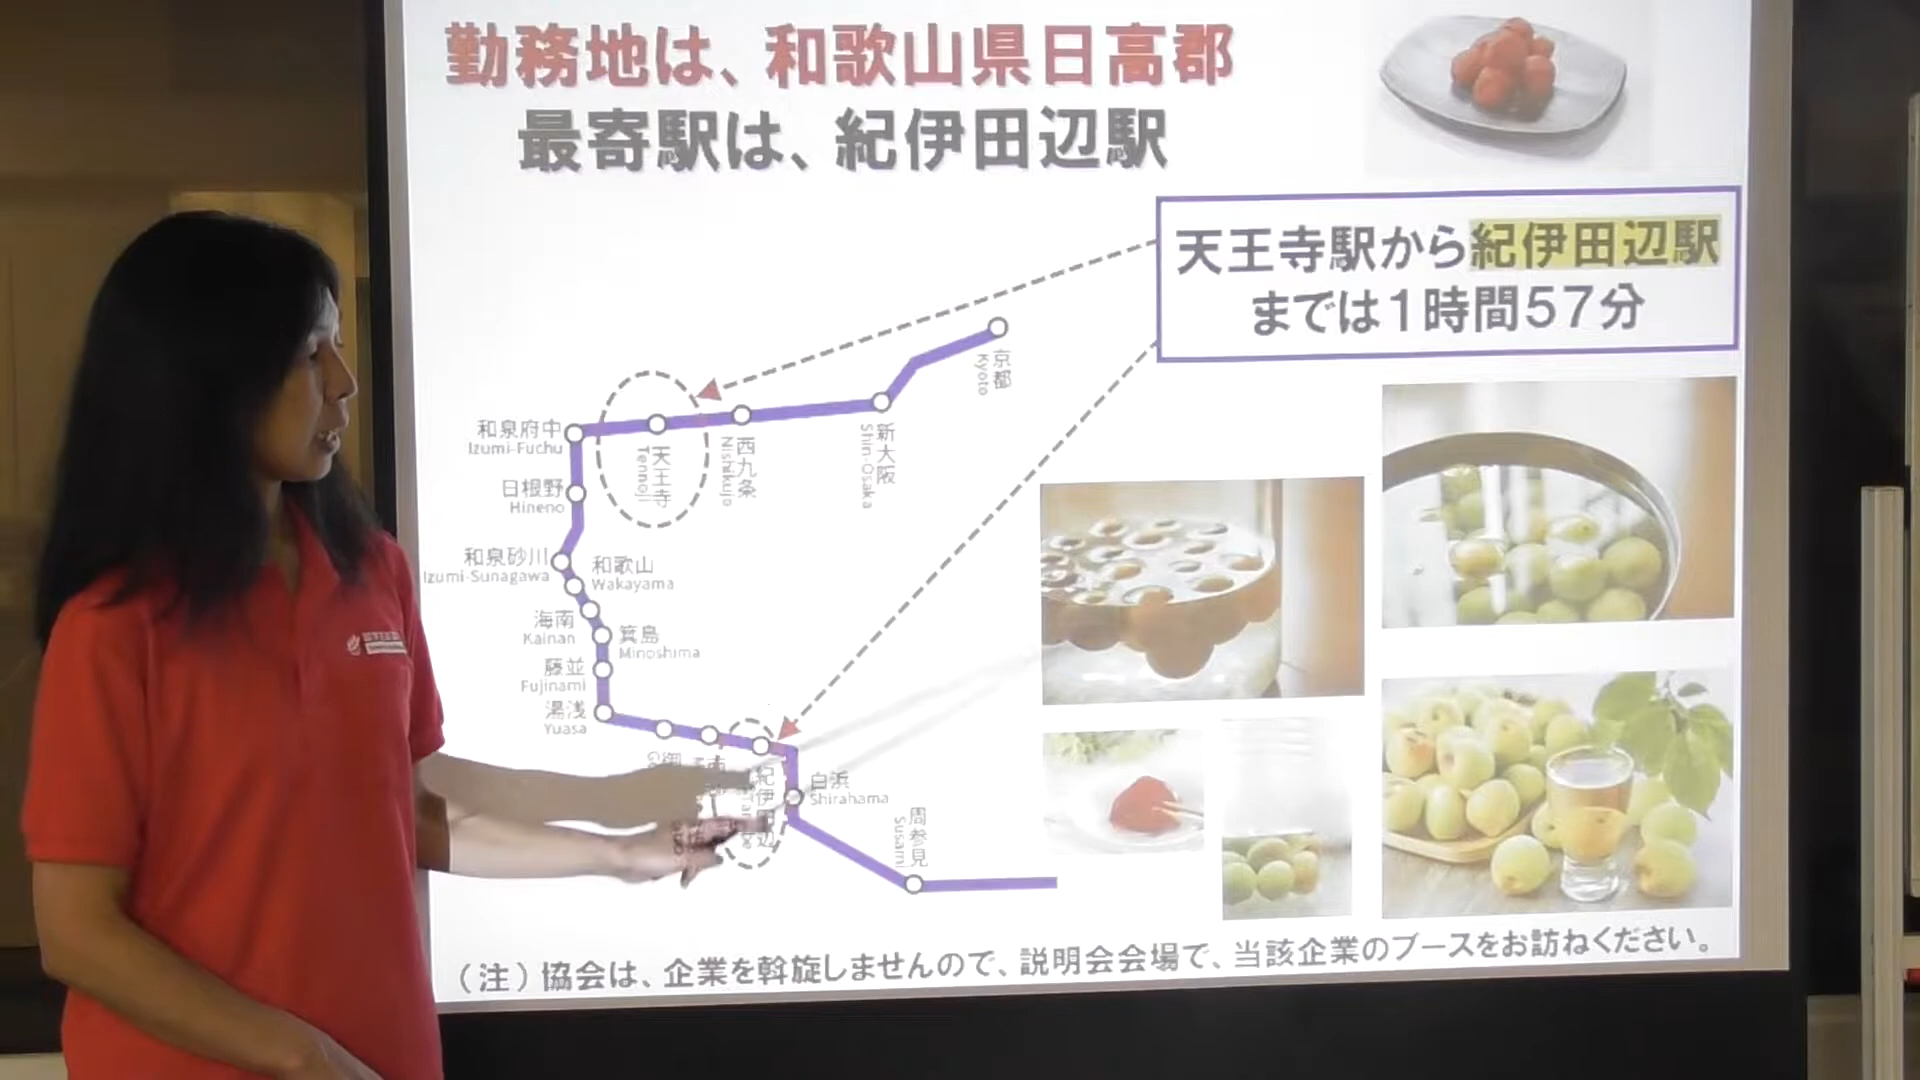 勤務地は、和歌山県日高郡
最寄駅は、紀伊田辺駅
天王寺駅から紀伊田辺駅
までは1時間57分
京都
Kyoto
新大阪
Shin-Osaka
西九条
Nishikujo
天王寺
Tennoji
和泉府中
Izumi-Fuchu
日根野
Hineno
和泉砂川
Izumi-Sunagawa
和歌山
Wakayama
海南
Kainan
箕島
Minoshima
藤並
Fujinami
湯浅
Yuasa
紀伊田辺
白浜
Shirahama
周参見
Susami
（注）協会は、企業を斡旋しませんので、説明会会場で、当該企業のブースをお訪ねください。